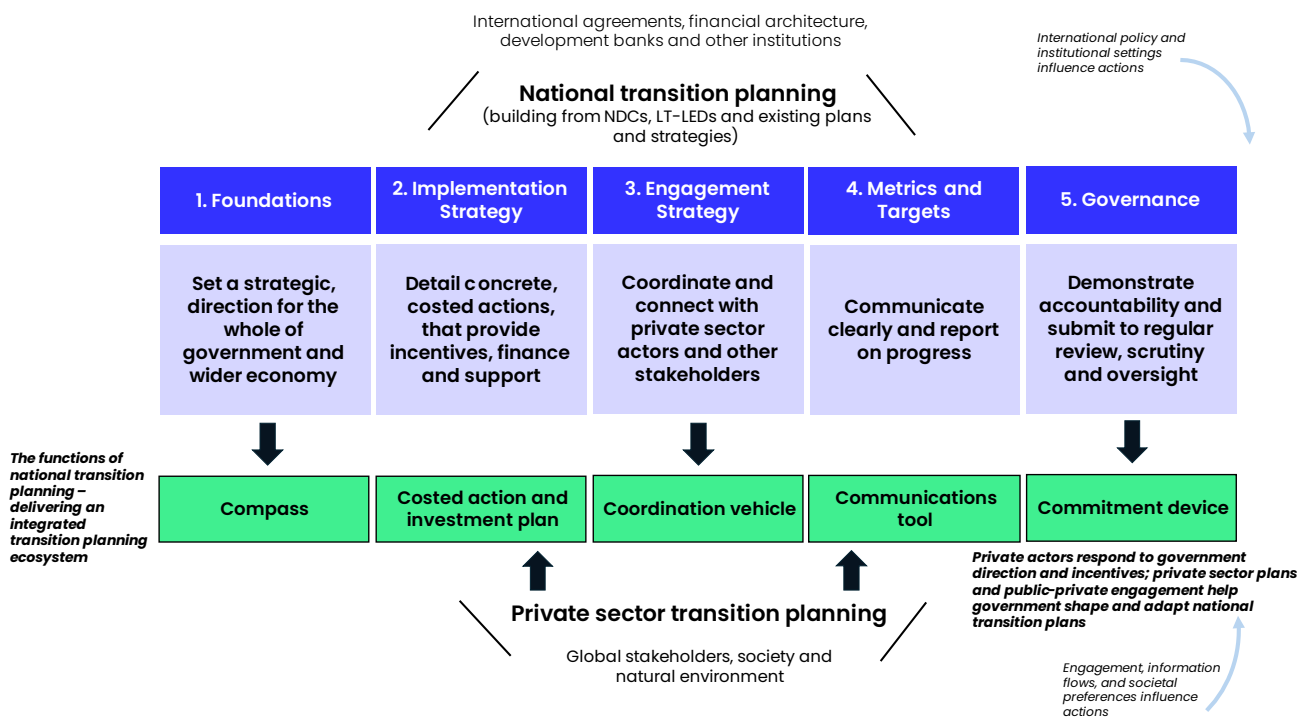 International agreements, financial architecture,
development banks and other institutions
International policy and
institutional settings
influence actions
National transition planning
(building from NDCs, LT-LEDs and existing plans
and strategies)
1. Foundations
2. Implementation
Strategy
3. Engagement
Strategy
4. Metrics and
Targets
5. Governance
Set a strategic,
direction for the
whole of
government and
wider economy
Detail concrete,
costed actions,
that provide
incentives, finance
and support
Coordinate and
connect with
private sector
actors and other
stakeholders
Communicate
clearly and report
on progress
Demonstrate
accountability and
submit to regular
review, scrutiny
and oversight
The functions of
national transition
planning –
delivering an
integrated
transition planning
ecosystem
Compass
Costed action and
investment plan
Coordination vehicle
Communications
tool
Commitment device
Private actors respond to government
direction and incentives; private sector plans
and public-private engagement help
government shape and adapt national
transition plans
Private sector transition planning
Global stakeholders, society and
natural environment
Engagement, information
flows, and societal
preferences influence
actions